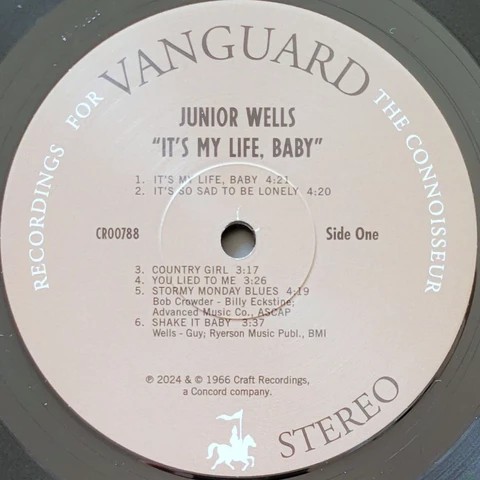 RECORDINGS FOR VANGUARD THE CONNOISSEUR
JUNIOR WELLS
"IT'S MY LIFE, BABY"
1. IT'S MY LIFE, BABY 4:21
2. IT'S SO SAD TO BE LONELY 4:20
CR00788
Side One
3. COUNTRY GIRL 3:17
4. YOU LIED TO ME 3:26
5. STORMY MONDAY BLUES 4:19
Bob Crowder - Billy Eckstine;
Advanced Music Co., ASCAP
6. SHAKE IT BABY 3:37
Wells - Guy; Ryerson Music Publ., BMI
℗ 2024 & © 1966 Craft Recordings,
a Concord company.
STEREO